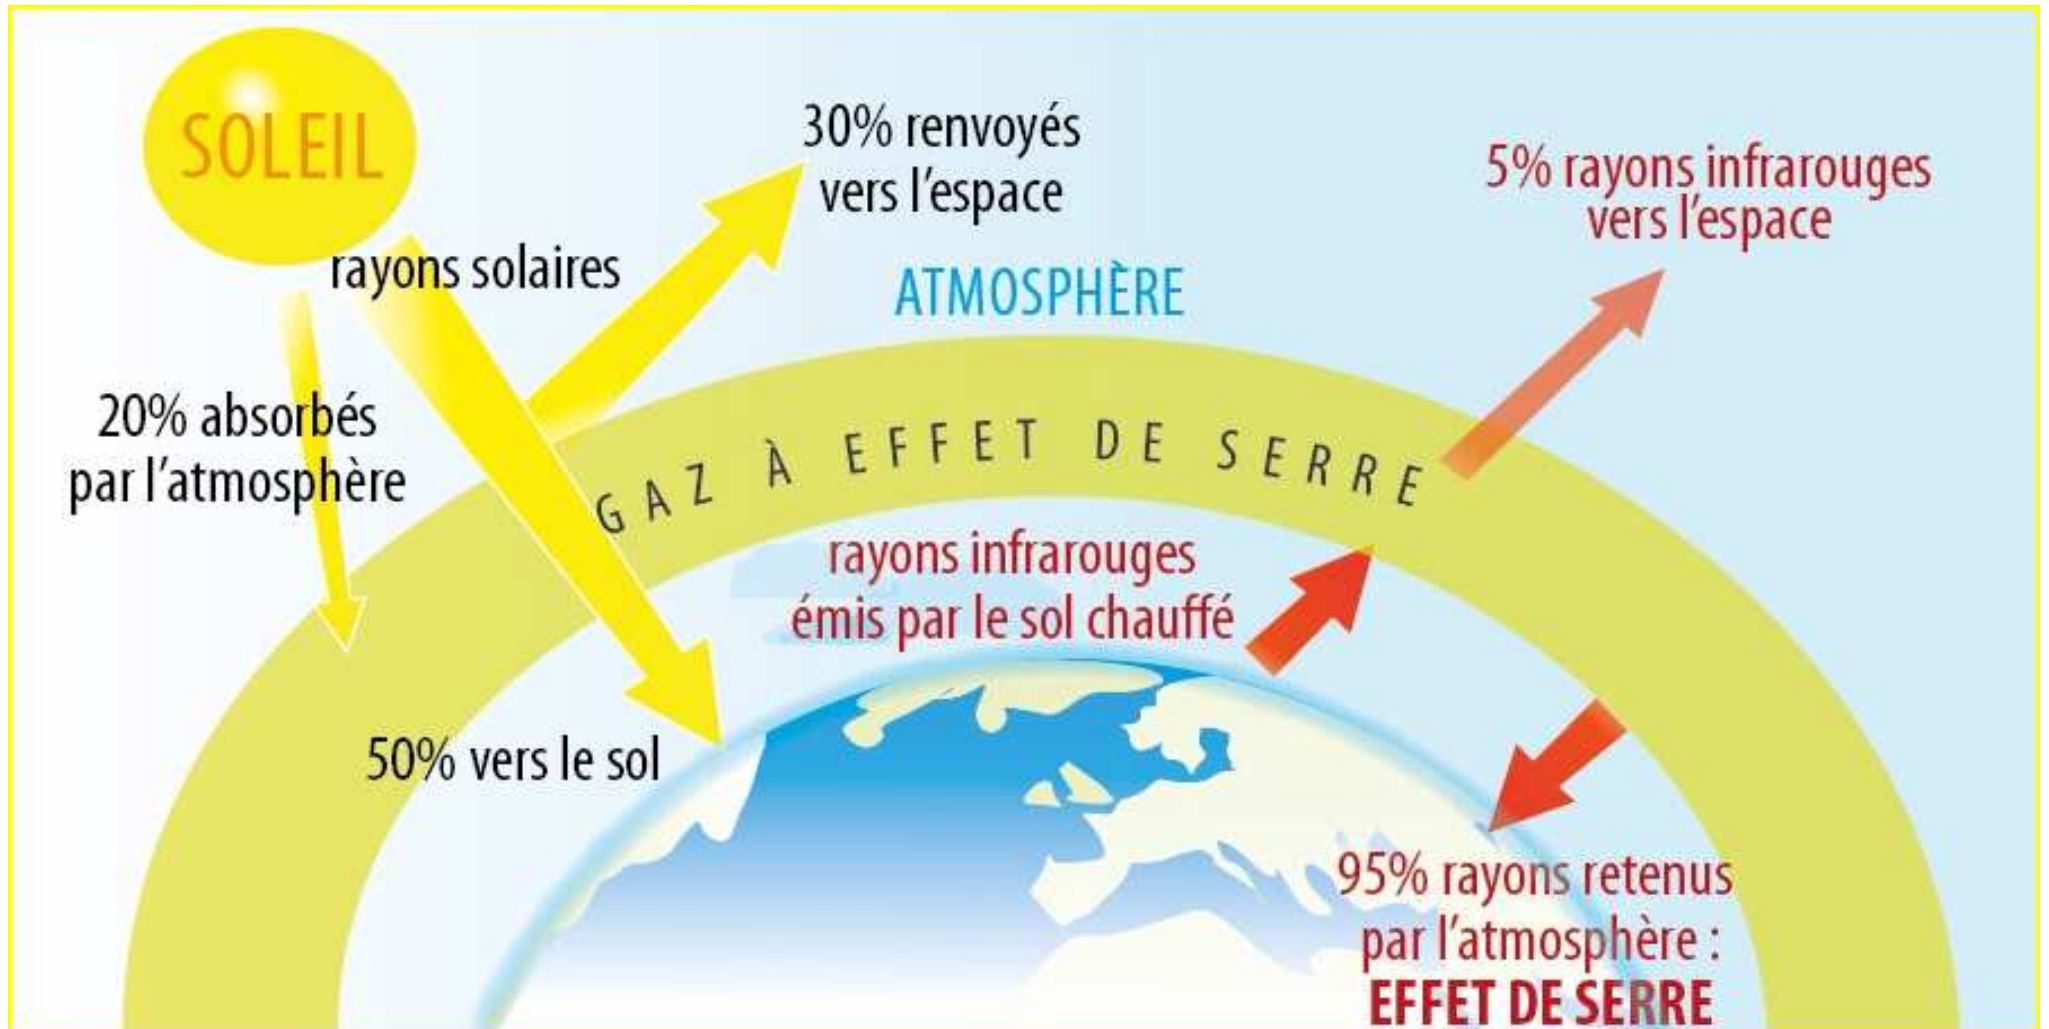 SOLEIL
rayons solaires
30% renvoyés
vers l'espace
5% rayons infrarouges
vers l'espace
ATMOSPHÈRE
20% absorbés
par l'atmosphère
GAZ À EFFET DE SERRE
rayons infrarouges
émis par le sol chauffé
50% vers le sol
95% rayons retenus
par l'atmosphère :
EFFET DE SERRE